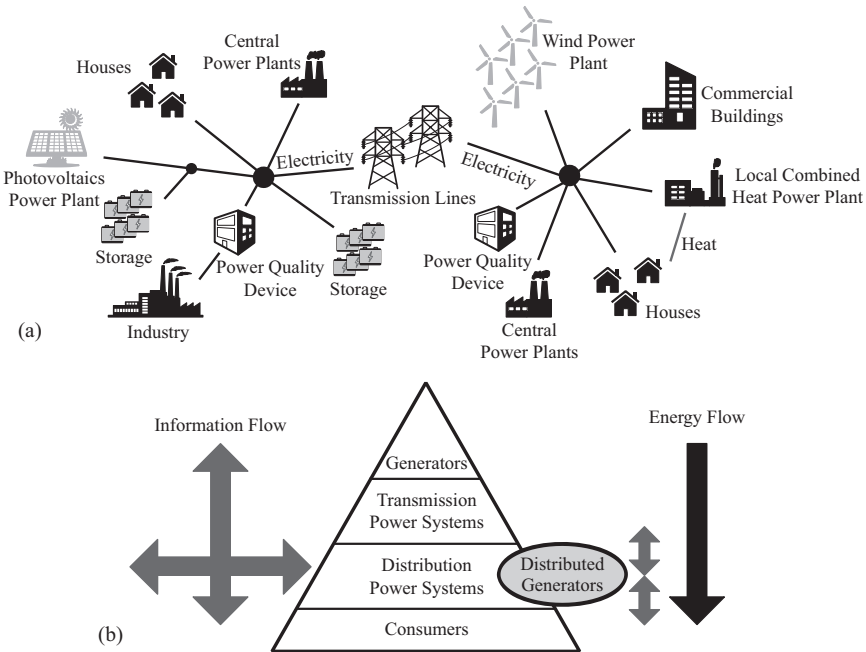 Central
Power Plants
Houses
Wind Power
Plant
Commercial
Buildings
Electricity
Electricity
Photovoltaics
Power Plant
Transmission Lines
Local Combined
Heat Power Plant
Storage
Power Quality
Device
Storage
Power Quality
Device
Heat
Houses
Industry
Central
Power Plants
(a)
Information Flow
Energy Flow
Generators
Transmission
Power Systems
Distribution
Power Systems
Distributed
Generators
Consumers
(b)